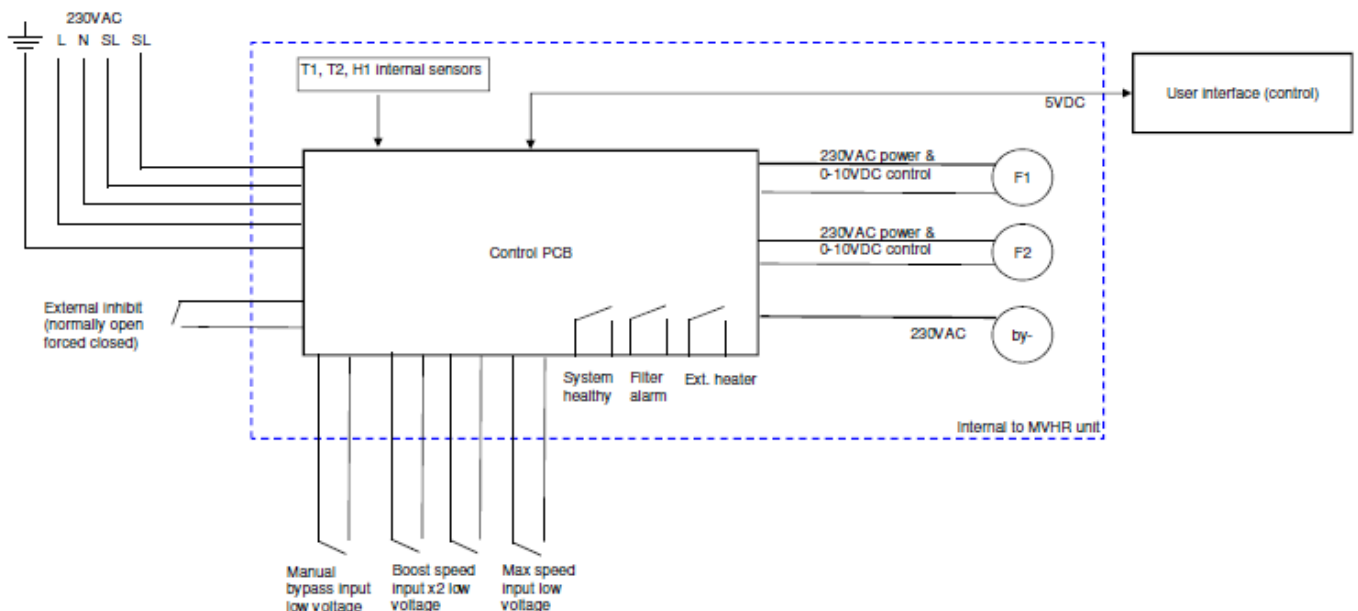 230VAC
L N SL SL
T1, T2, H1 internal sensors
5VDC
User interface (control)
230VAC power &
0-10VDC control
F1
Control PCB
230VAC power &
0-10VDC control
F2
External inhibit
(normally open
forced closed)
230VAC
by-
System
healthy
Filter
alarm
Ext. heater
Internal to MVHR unit
Manual
bypass input
low voltage
Boost speed
input x2 low
voltage
Max speed
input low
voltage